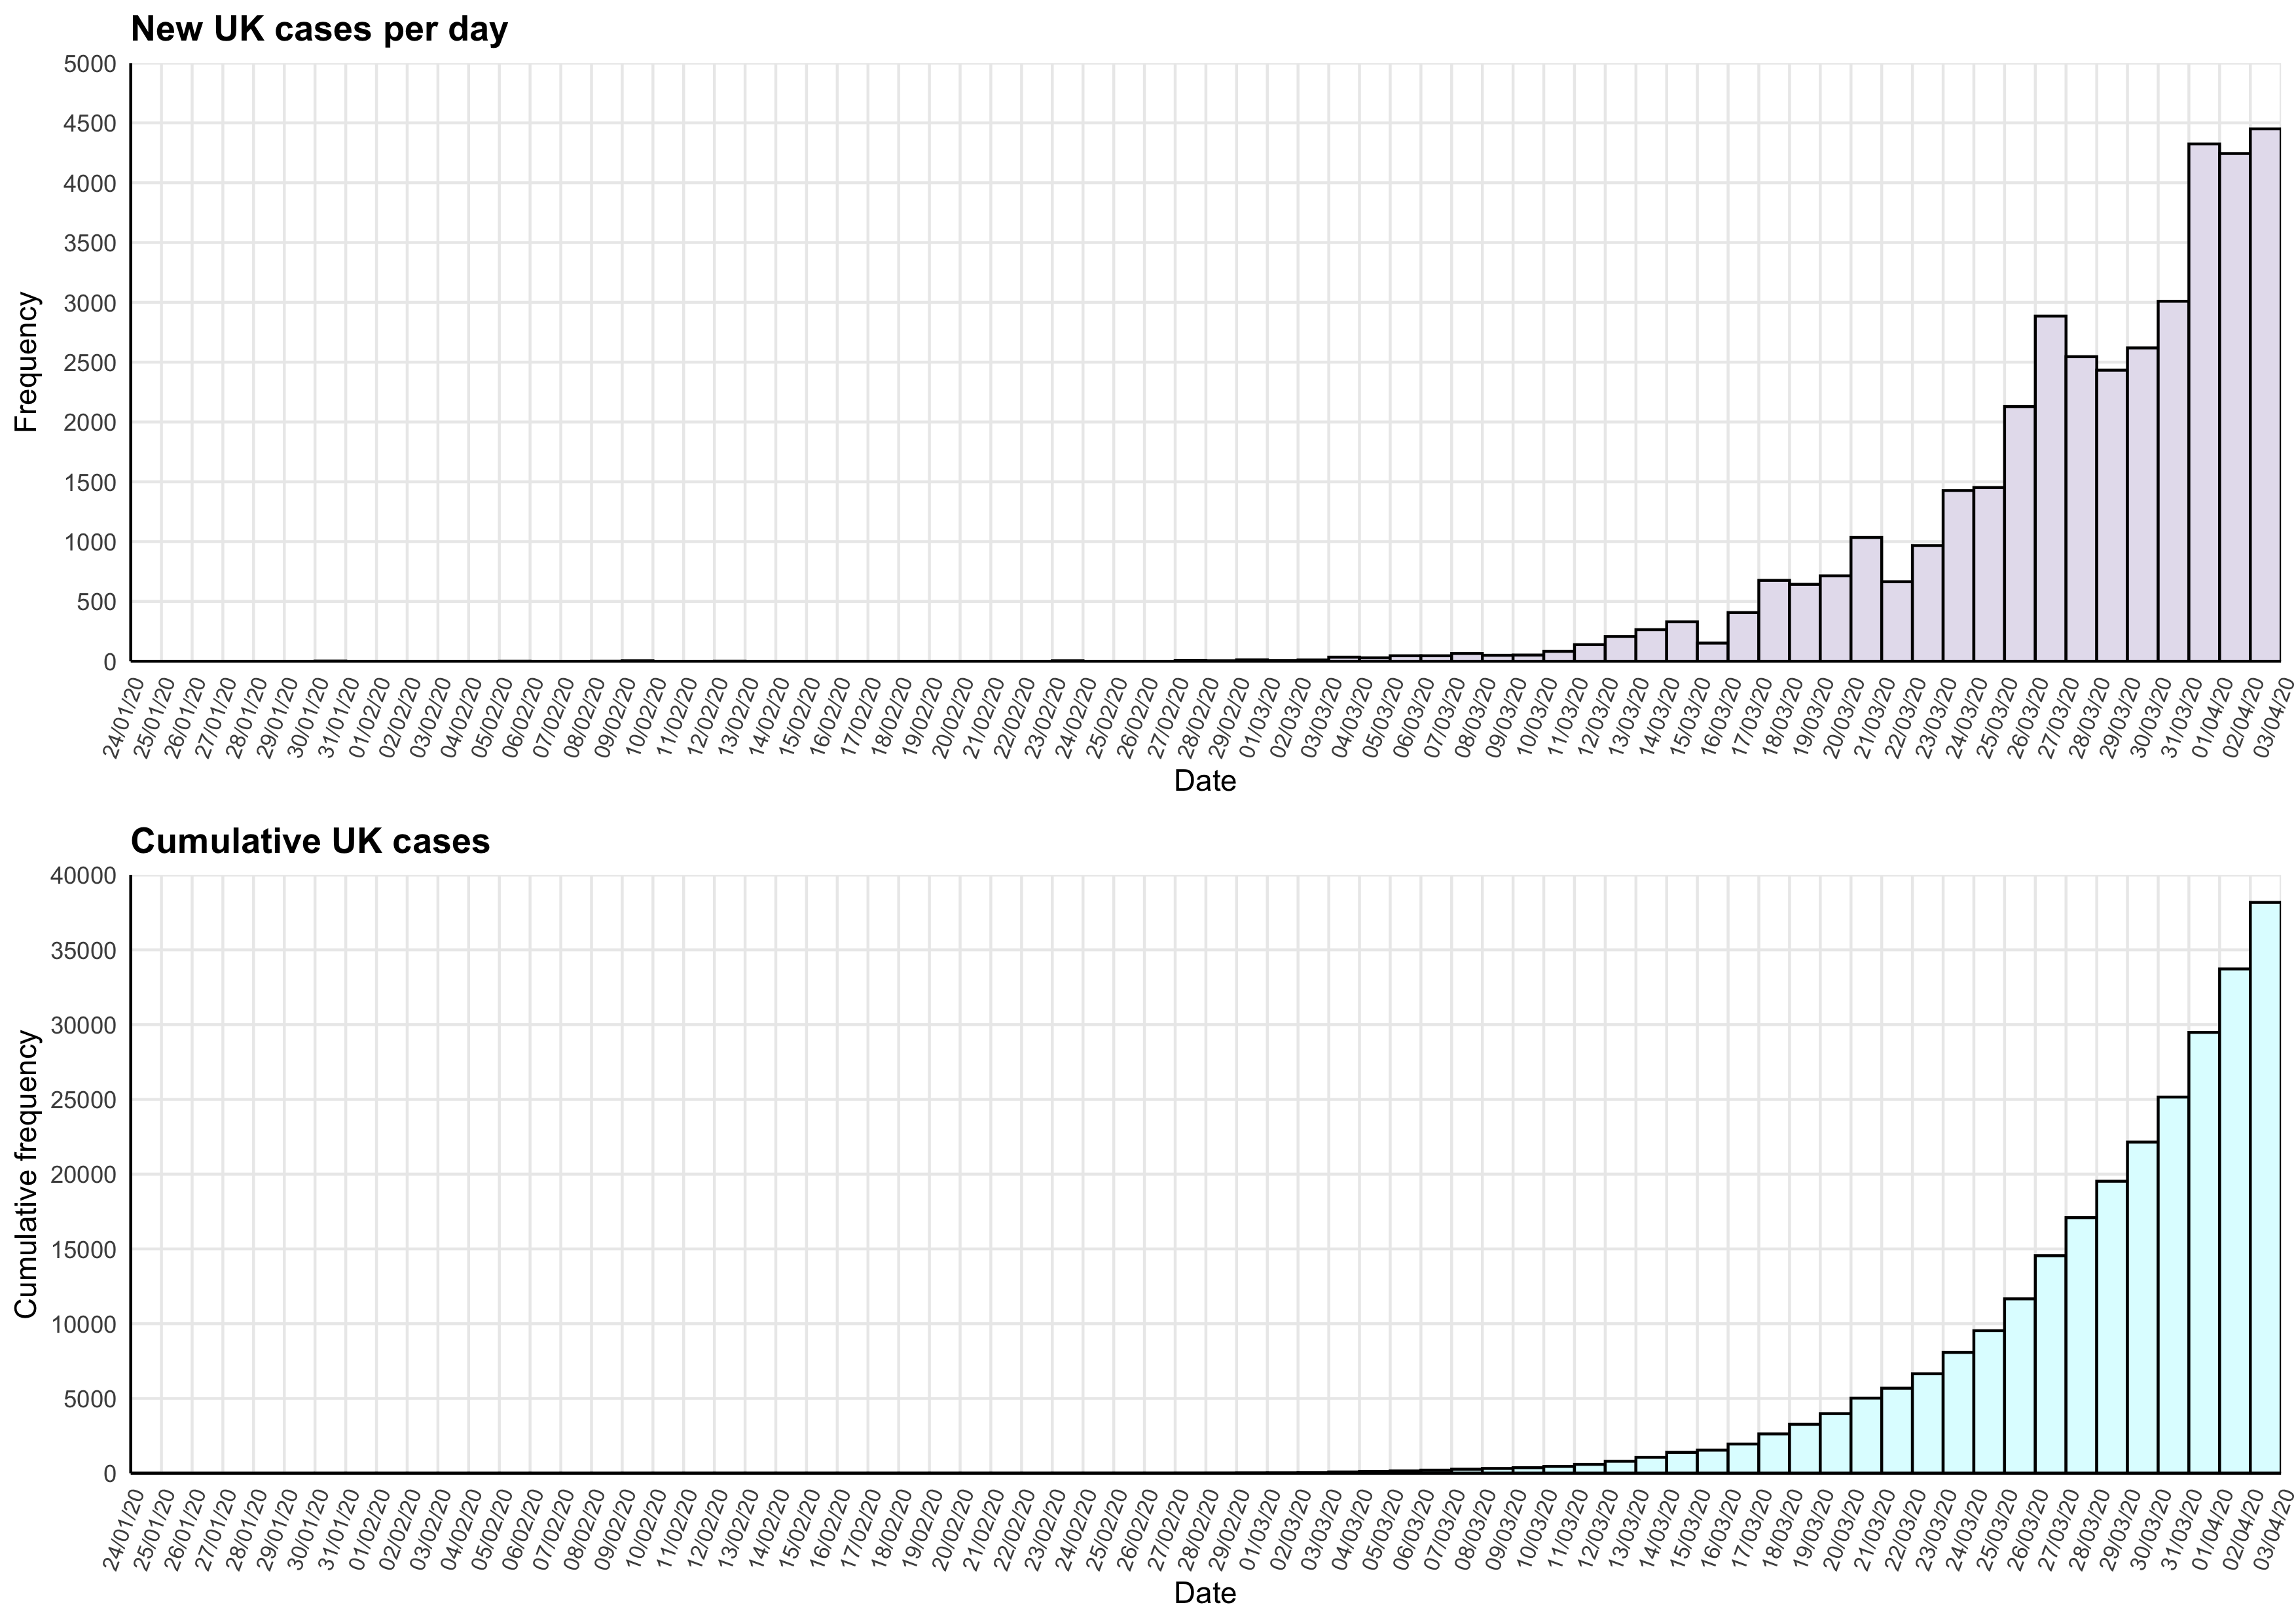 New UK cases per day
5000
4500
4000
3500
3000
2500
2000
1500
1000
500
0
Frequency
24/01/20 25/01/20 26/01/20 27/01/20 28/01/20 29/01/20 30/01/20 31/01/20 01/02/20 02/02/20 03/02/20 04/02/20 05/02/20 06/02/20 07/02/20 08/02/20 09/02/20 10/02/20 11/02/20 12/02/20 13/02/20 14/02/20 15/02/20 16/02/20 17/02/20 18/02/20 19/02/20 20/02/20 21/02/20 22/02/20 23/02/20 24/02/20 25/02/20 26/02/20 27/02/20 28/02/20 29/02/20 01/03/20 02/03/20 03/03/20 04/03/20 05/03/20 06/03/20 07/03/20 08/03/20 09/03/20 10/03/20 11/03/20 12/03/20 13/03/20 14/03/20 15/03/20 16/03/20 17/03/20 18/03/20 19/03/20 20/03/20 21/03/20 22/03/20 23/03/20 24/03/20 25/03/20 26/03/20 27/03/20 28/03/20 29/03/20 30/03/20 31/03/20 01/04/20 02/04/20 03/04/20
Date
Cumulative UK cases
40000
35000
30000
25000
20000
15000
10000
5000
0
Cumulative frequency
24/01/20 25/01/20 26/01/20 27/01/20 28/01/20 29/01/20 30/01/20 31/01/20 01/02/20 02/02/20 03/02/20 04/02/20 05/02/20 06/02/20 07/02/20 08/02/20 09/02/20 10/02/20 11/02/20 12/02/20 13/02/20 14/02/20 15/02/20 16/02/20 17/02/20 18/02/20 19/02/20 20/02/20 21/02/20 22/02/20 23/02/20 24/02/20 25/02/20 26/02/20 27/02/20 28/02/20 29/02/20 01/03/20 02/03/20 03/03/20 04/03/20 05/03/20 06/03/20 07/03/20 08/03/20 09/03/20 10/03/20 11/03/20 12/03/20 13/03/20 14/03/20 15/03/20 16/03/20 17/03/20 18/03/20 19/03/20 20/03/20 21/03/20 22/03/20 23/03/20 24/03/20 25/03/20 26/03/20 27/03/20 28/03/20 29/03/20 30/03/20 31/03/20 01/04/20 02/04/20 03/04/20
Date